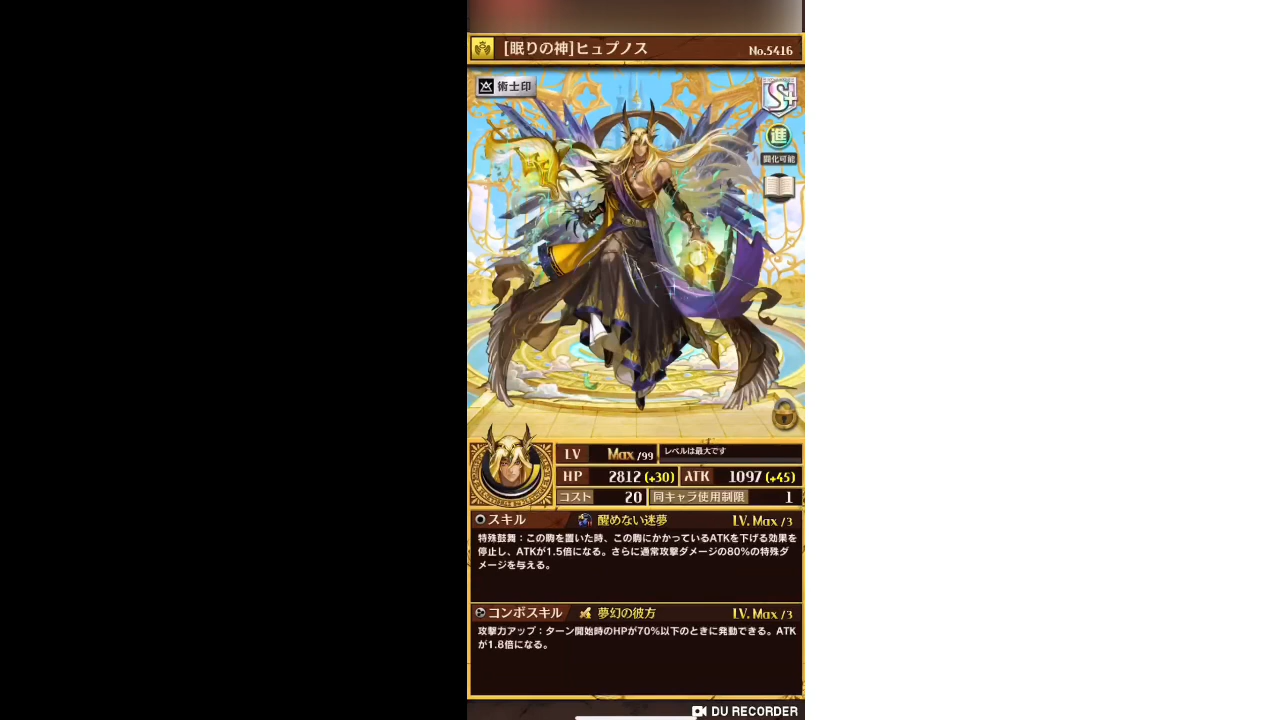 [眠りの神]ヒュプノス
No.5416
術士印
S+
進
闘化可能
LV Max /99 レベルは最大です
HP 2812 (+30) ATK 1097 (+45)
コスト 20 同キャラ使用制限 1
スキル 醒めない迷夢 LV. Max /3
特殊鼓舞：この駒を置いた時、この駒にかかっているATKを下げる効果を
停止し、ATKが1.5倍になる。さらに通常攻撃ダメージの80%の特殊ダ
メージを与える。
コンボスキル 夢幻の彼方 LV. Max /3
攻撃力アップ：ターン開始時のHPが70%以下のときに発動できる。ATK
が1.8倍になる。
DU RECORDER